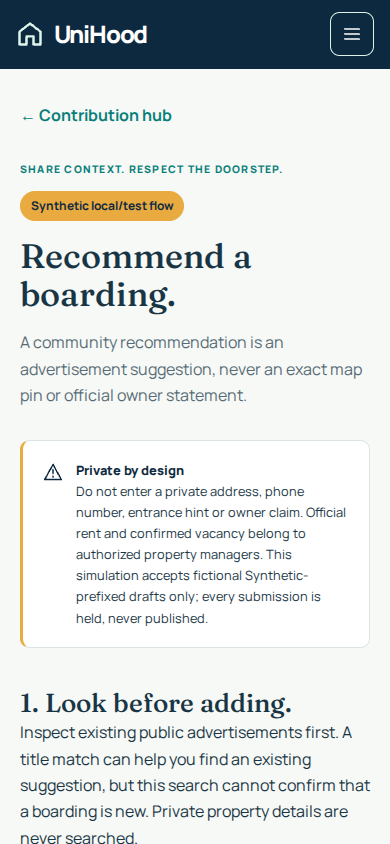 UniHood
← Contribution hub
SHARE CONTEXT. RESPECT THE DOORSTEP.
Synthetic local/test flow
Recommend a
boarding.
A community recommendation is an
advertisement suggestion, never an exact map
pin or official owner statement.
Private by design
Do not enter a private address, phone
number, entrance hint or owner claim. Official
rent and confirmed vacancy belong to
authorized property managers. This
simulation accepts fictional Synthetic-
prefixed drafts only; every submission is
held, never published.
1. Look before adding.
Inspect existing public advertisements first. A
title match can help you find an existing
suggestion, but this search cannot confirm that
a boarding is new. Private property details are
never searched.